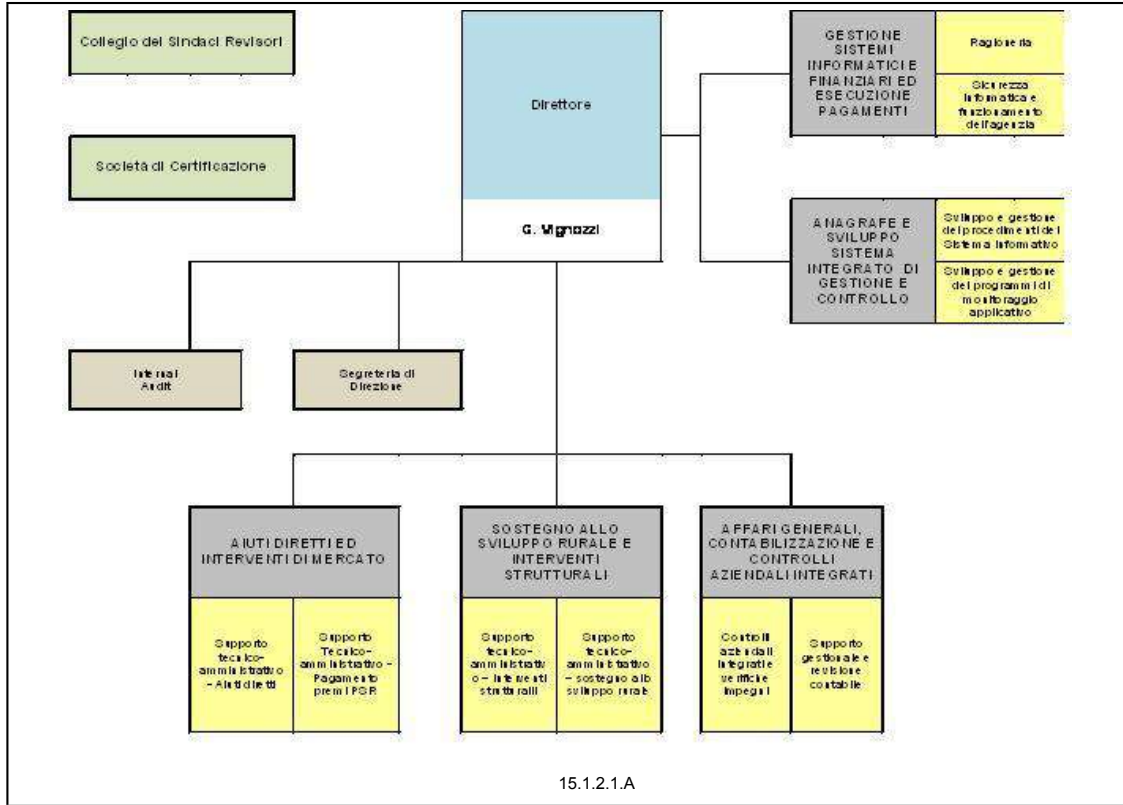 Collegio dei Sindaci Revisori
Società di Certificazione
Direttore
G. Vignozzi
GESTIONE
SISTEMI
INFORMATICI E
FINANZIARI ED
ESECUZIONE
PAGAMENTI
Ragioneria
Sicurezza
informatica e
funzionamento
dell'agenzia
ANAGRAFE E
SVILUPPO
SISTEMA
INTEGRATO DI
GESTIONE E
CONTROLLO
Sviluppo e gestione
dei procedimenti del
Sistema Informativo
Sviluppo e gestione
dei programmi di
monitoraggio
applicativo
Internal
Audit
Segreteria di
Direzione
AIUTI DIRETTI ED
INTERVENTI DI MERCATO
Supporto
tecnico-
amministrativo
- Aiuti diretti
Supporto
Tecnico-
amministrativo -
Pagamento
premi PSR
SOSTEGNO ALLO
SVILUPPO RURALE E
INTERVENTI
STRUTTURALI
Supporto
tecnico-
amministrativ
o - Interventi
strutturali
Supporto
tecnico-
amministrativo
- sostegno allo
sviluppo rurale
AFFARI GENERALI,
CONTABILIZZAZIONE E
CONTROLLI
AZIENDALI INTEGRATI
Controlli
aziendali
integrati e
verifiche
impegni
Supporto
gestionale e
revisione
contabile
15.1.2.1.A